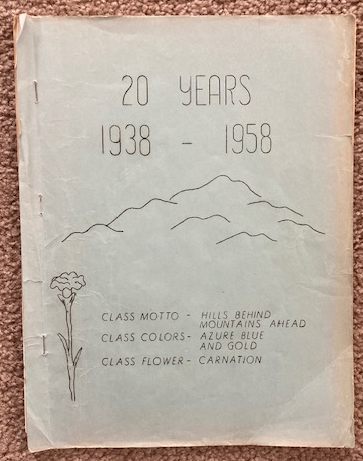 20 YEARS
1938 - 1958
CLASS MOTTO - HILLS BEHIND
MOUNTAINS AHEAD
CLASS COLORS - AZURE BLUE
AND GOLD
CLASS FLOWER - CARNATION